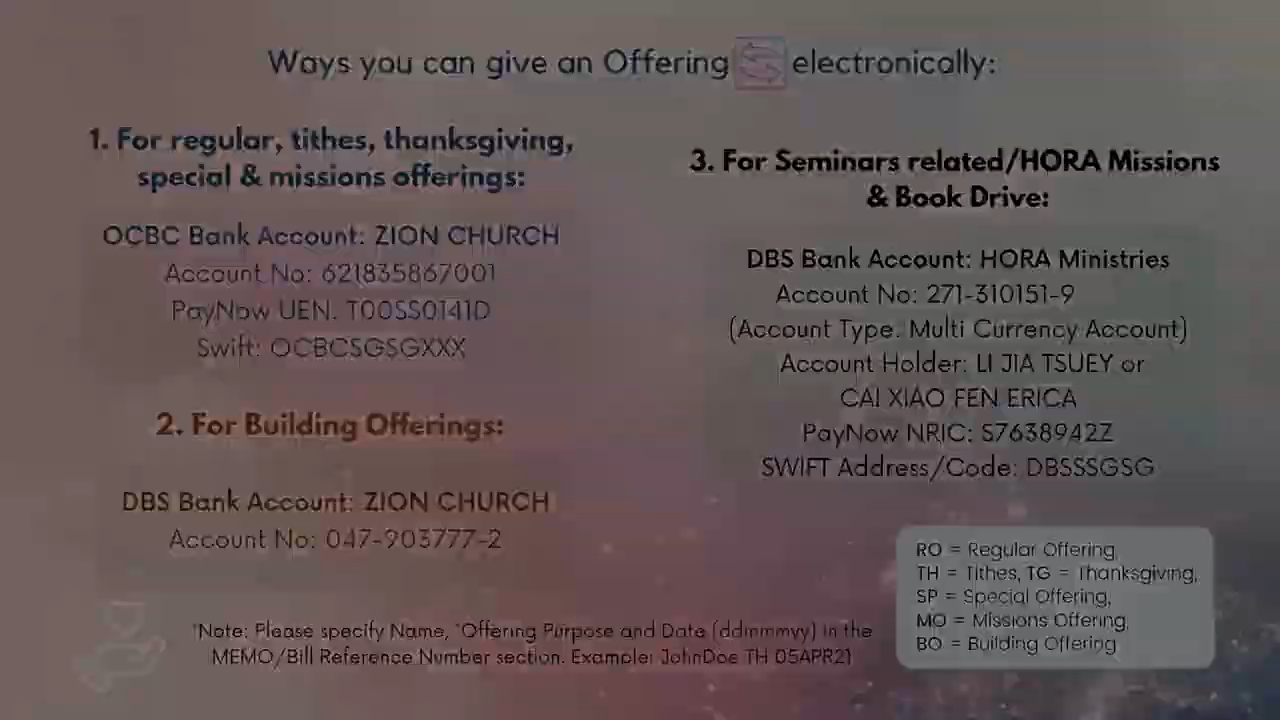 Ways you can give an Offering electronically:
1. For regular, tithes, thanksgiving,
special & missions offerings:
OCBC Bank Account: ZION CHURCH
Account No: 621835867001
PayNow UEN. T00SS0141D
Swift: OCBCSGSGXXX
2. For Building Offerings:
DBS Bank Account: ZION CHURCH
Account No: 047-903777-2
3. For Seminars related/HORA Missions
& Book Drive:
DBS Bank Account: HORA Ministries
Account No: 271-310151-9
(Account Type. Multi Currency Account)
Account Holder: LI JIA TSUEY or
CAI XIAO FEN ERICA
PayNow NRIC: S7638942Z
SWIFT Address/Code: DBSSSGSG
RO = Regular Offering,
TH = Tithes, TG = Thanksgiving,
SP = Special Offering,
MO = Missions Offering,
BO = Building Offering
*Note: Please specify Name, *Offering Purpose and Date (ddmmmyy) in the
MEMO/Bill Reference Number section. Example: JohnDoe TH 05APR21